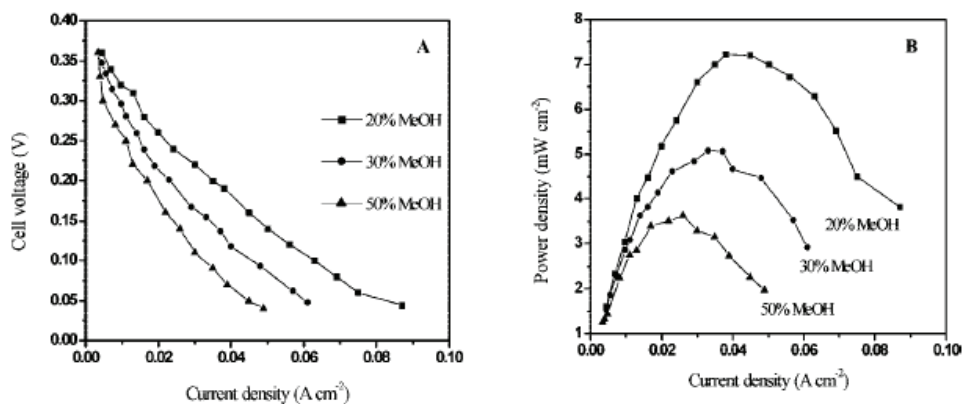 A
0.40
0.35
0.30
0.25
0.20
0.15
0.10
0.05
0.00
Cell voltage (V)
20% MeOH
30% MeOH
50% MeOH
0.00 0.02 0.04 0.06 0.08 0.10
Current density (A cm-2)
B
8
7
6
5
4
3
2
1
Power density (mW cm-2)
20% MeOH
30% MeOH
50% MeOH
0.00 0.02 0.04 0.06 0.08 0.10
Current density (A cm-2)